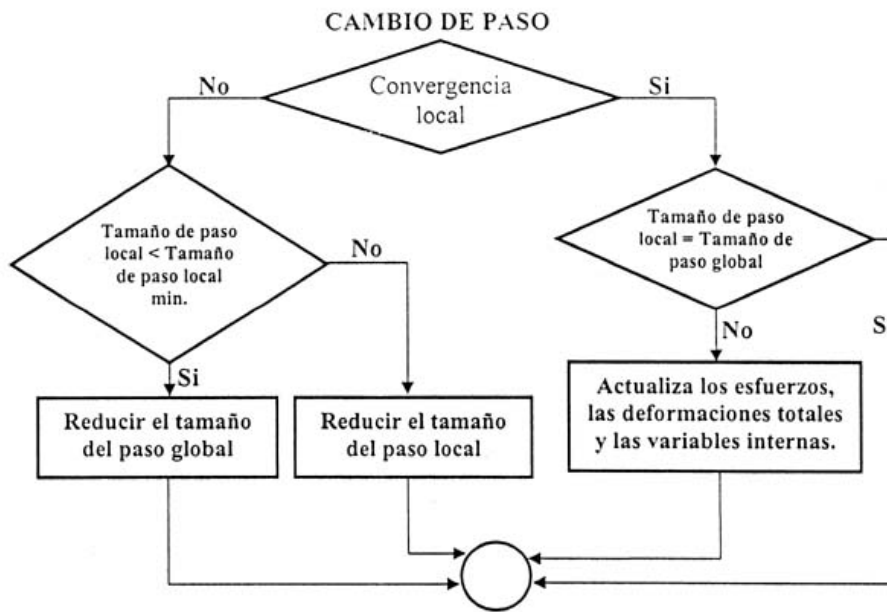 CAMBIO DE PASO
Convergencia
local
No
Si
Tamaño de paso
local < Tamaño
de paso local
min.
No
Si
Tamaño de paso
local = Tamaño de
paso global
No
S
Reducir el tamaño
del paso global
Reducir el tamaño
del paso local
Actualiza los esfuerzos,
las deformaciones totales
y las variables internas.